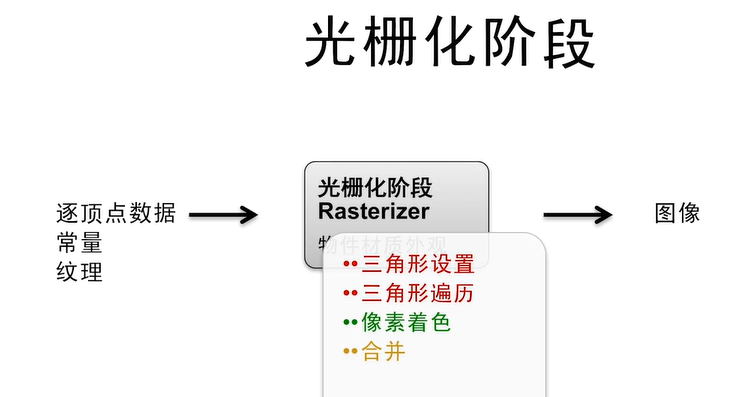 光栅化阶段
光栅化阶段
Rasterizer
物件材质外观
逐顶点数据
常量
纹理
图像
••三角形设置
••三角形遍历
••像素着色
••合并